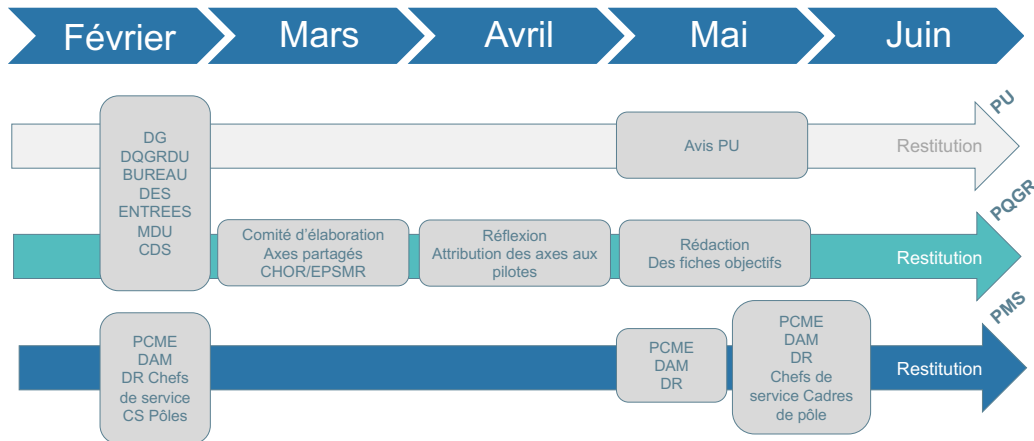 Février
Mars
Avril
Mai
Juin
PU
DG
DQGRDU
BUREAU
DES
ENTREES
MDU
CDS
Avis PU
Restitution
PQGR
Comité d'élaboration
Axes partagés
CHOR/EPSMR
Réflexion
Attribution des axes aux
pilotes
Rédaction
Des fiches objectifs
Restitution
PMS
PCME
DAM
DR Chefs
de service
CS Pôles
PCME
DAM
DR
PCME
DAM
DR
Chefs de
service Cadres
de pôle
Restitution